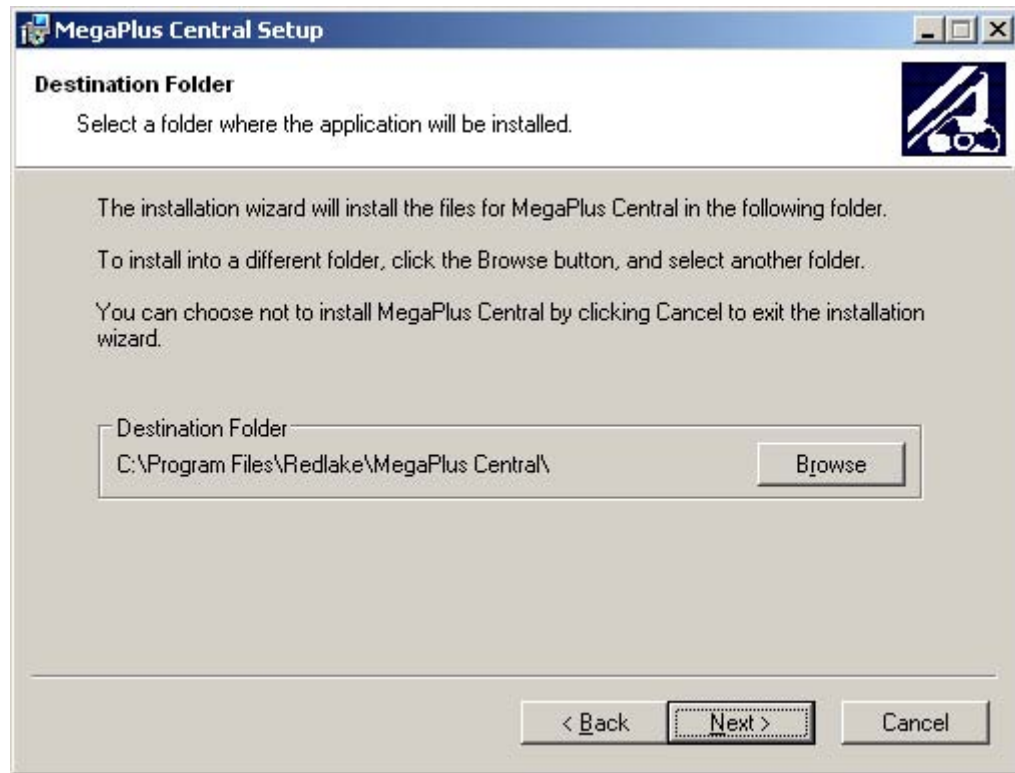 MegaPlus Central Setup
Destination Folder
Select a folder where the application will be installed.
The installation wizard will install the files for MegaPlus Central in the following folder.
To install into a different folder, click the Browse button, and select another folder.
You can choose not to install MegaPlus Central by clicking Cancel to exit the installation
wizard.
Destination Folder
C:\Program Files\Redlake\MegaPlus Central\
Browse
< Back
Next >
Cancel